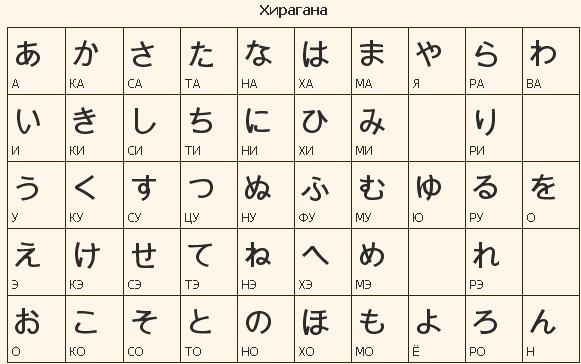 Хирагана
あ か さ た な は ま や ら わ
А КА СА ТА НА ХА МА Я РА ВА
い き し ち に ひ み り
И КИ СИ ТИ НИ ХИ МИ РИ
う く す つ ぬ ふ む ゆ る を
У КУ СУ ЦУ НУ ФУ МУ Ю РУ О
え け せ て ね へ め れ
Э КЭ СЭ ТЭ НЭ ХЭ МЭ РЭ
お こ そ と の ほ も よ ろ ん
О КО СО ТО НО ХО МО Ё РО Н